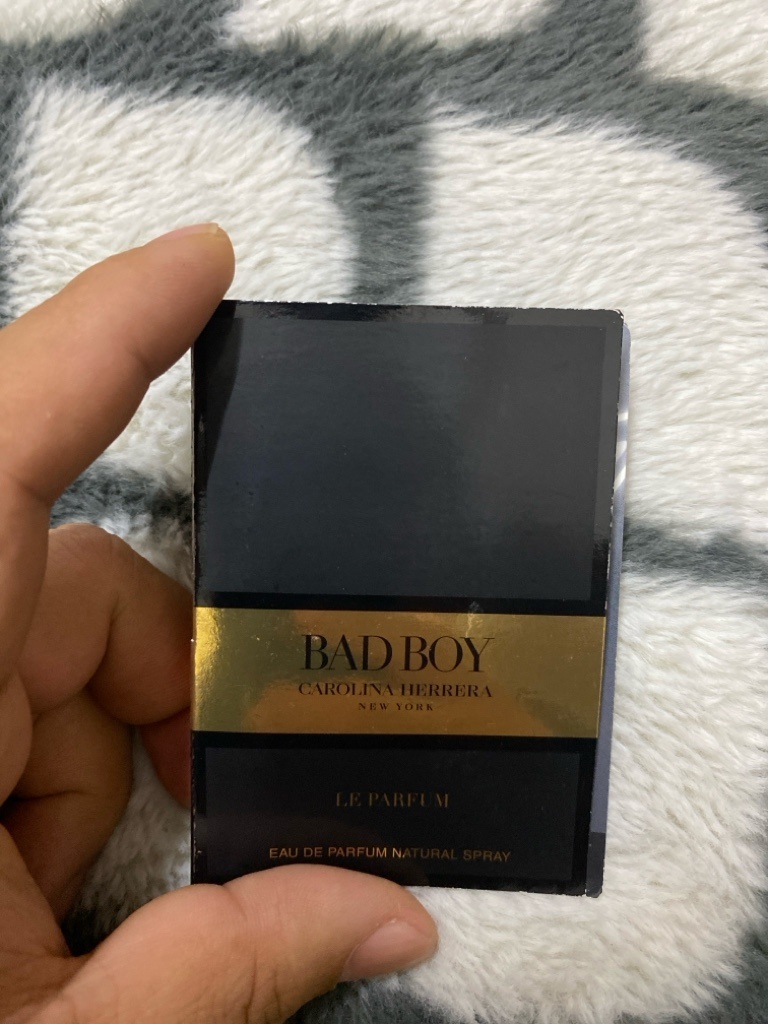 BAD BOY
CAROLINA HERRERA
NEW YORK
LE PARFUM
EAU DE PARFUM NATURAL SPRAY